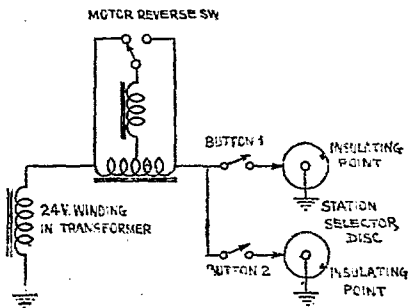 MOTOR REVERSE SW
BUTTON 1
INSULATING
POINT
24V. WINDING
IN TRANSFORMER
STATION
SELECTOR
DISC
BUTTON 2
INSULATING
POINT